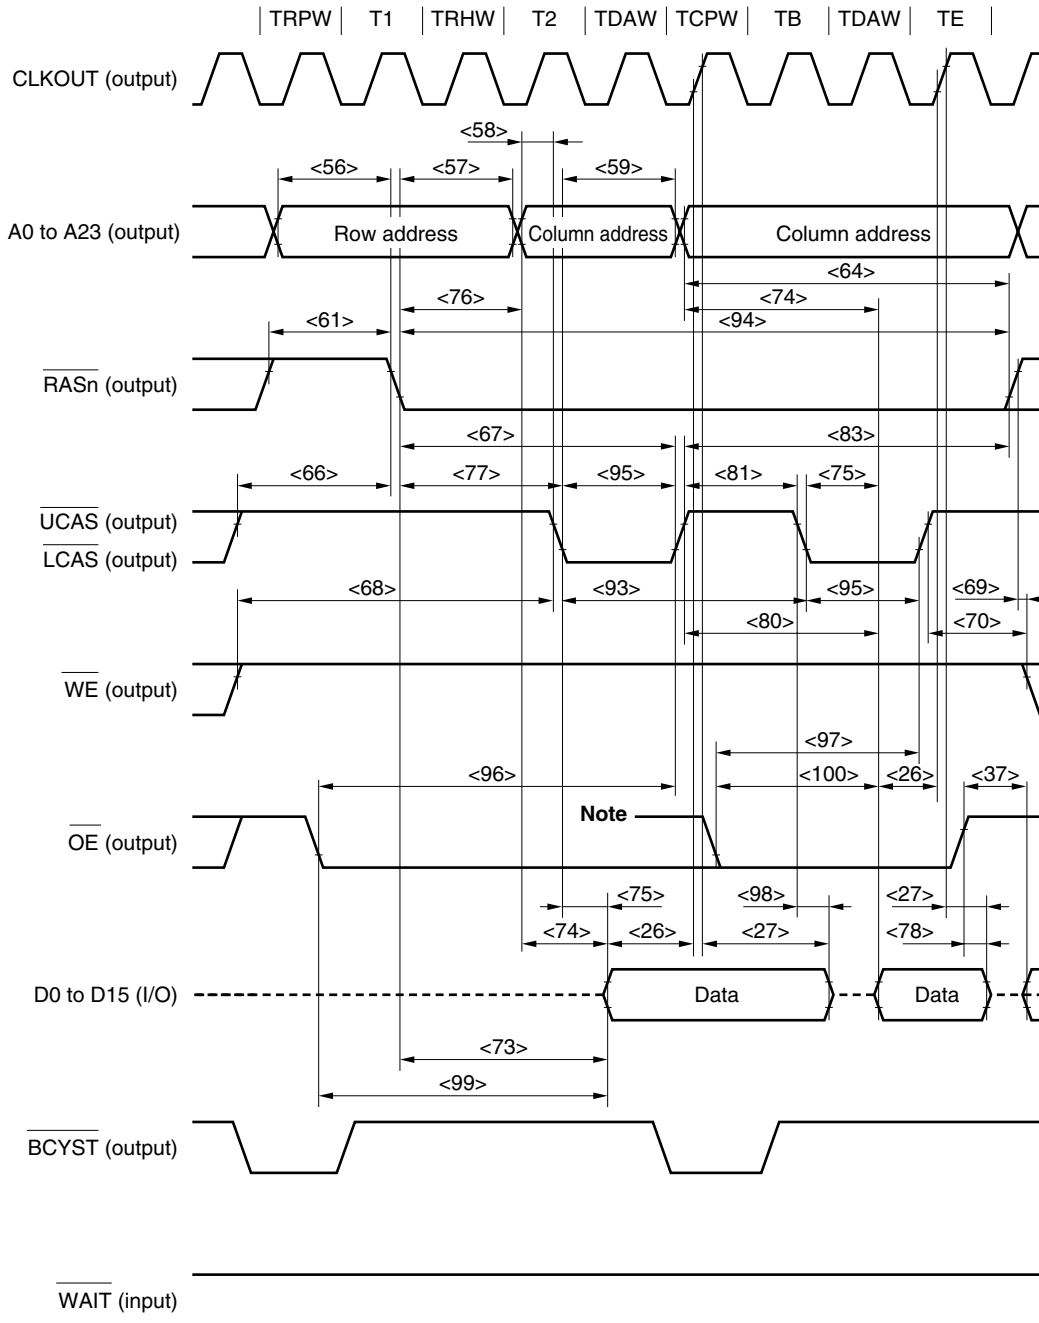 TRPW T1 TRHW T2 TDAW TCPW TB TDAW TE
CLKOUT (output)
<58>
<56> <57> <59>
A0 to A23 (output) Row address Column address Column address
<64>
<76> <74>
<61> <94>
RASn (output)
<67> <83>
<66> <77> <95> <81> <75>
UCAS (output)
LCAS (output)
<68> <93> <95> <69>
<80> <70>
WE (output)
<97>
<96> <100> <26> <37>
Note
OE (output)
<75> <98> <27>
<74> <26> <27> <78>
D0 to D15 (I/O) Data Data
<73>
<99>
BCYST (output)
WAIT (input)